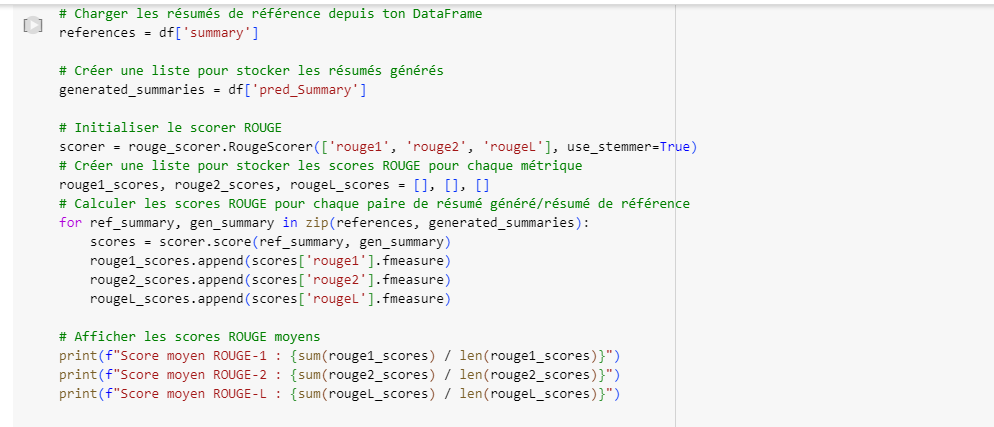 # Charger les résumés de référence depuis ton DataFrame
references = df['summary']
# Créer une liste pour stocker les résumés générés
generated_summaries = df['pred_Summary']
# Initialiser le scorer ROUGE
scorer = rouge_scorer.RougeScorer(['rouge1', 'rouge2', 'rougeL'], use_stemmer=True)
# Créer une liste pour stocker les scores ROUGE pour chaque métrique
rouge1_scores, rouge2_scores, rougeL_scores = [], [], []
# Calculer les scores ROUGE pour chaque paire de résumé généré/résumé de référence
for ref_summary, gen_summary in zip(references, generated_summaries):
    scores = scorer.score(ref_summary, gen_summary)
    rouge1_scores.append(scores['rouge1'].fmeasure)
    rouge2_scores.append(scores['rouge2'].fmeasure)
    rougeL_scores.append(scores['rougeL'].fmeasure)
# Afficher les scores ROUGE moyens
print(f"Score moyen ROUGE-1 : {sum(rouge1_scores) / len(rouge1_scores)}")
print(f"Score moyen ROUGE-2 : {sum(rouge2_scores) / len(rouge2_scores)}")
print(f"Score moyen ROUGE-L : {sum(rougeL_scores) / len(rougeL_scores)}")